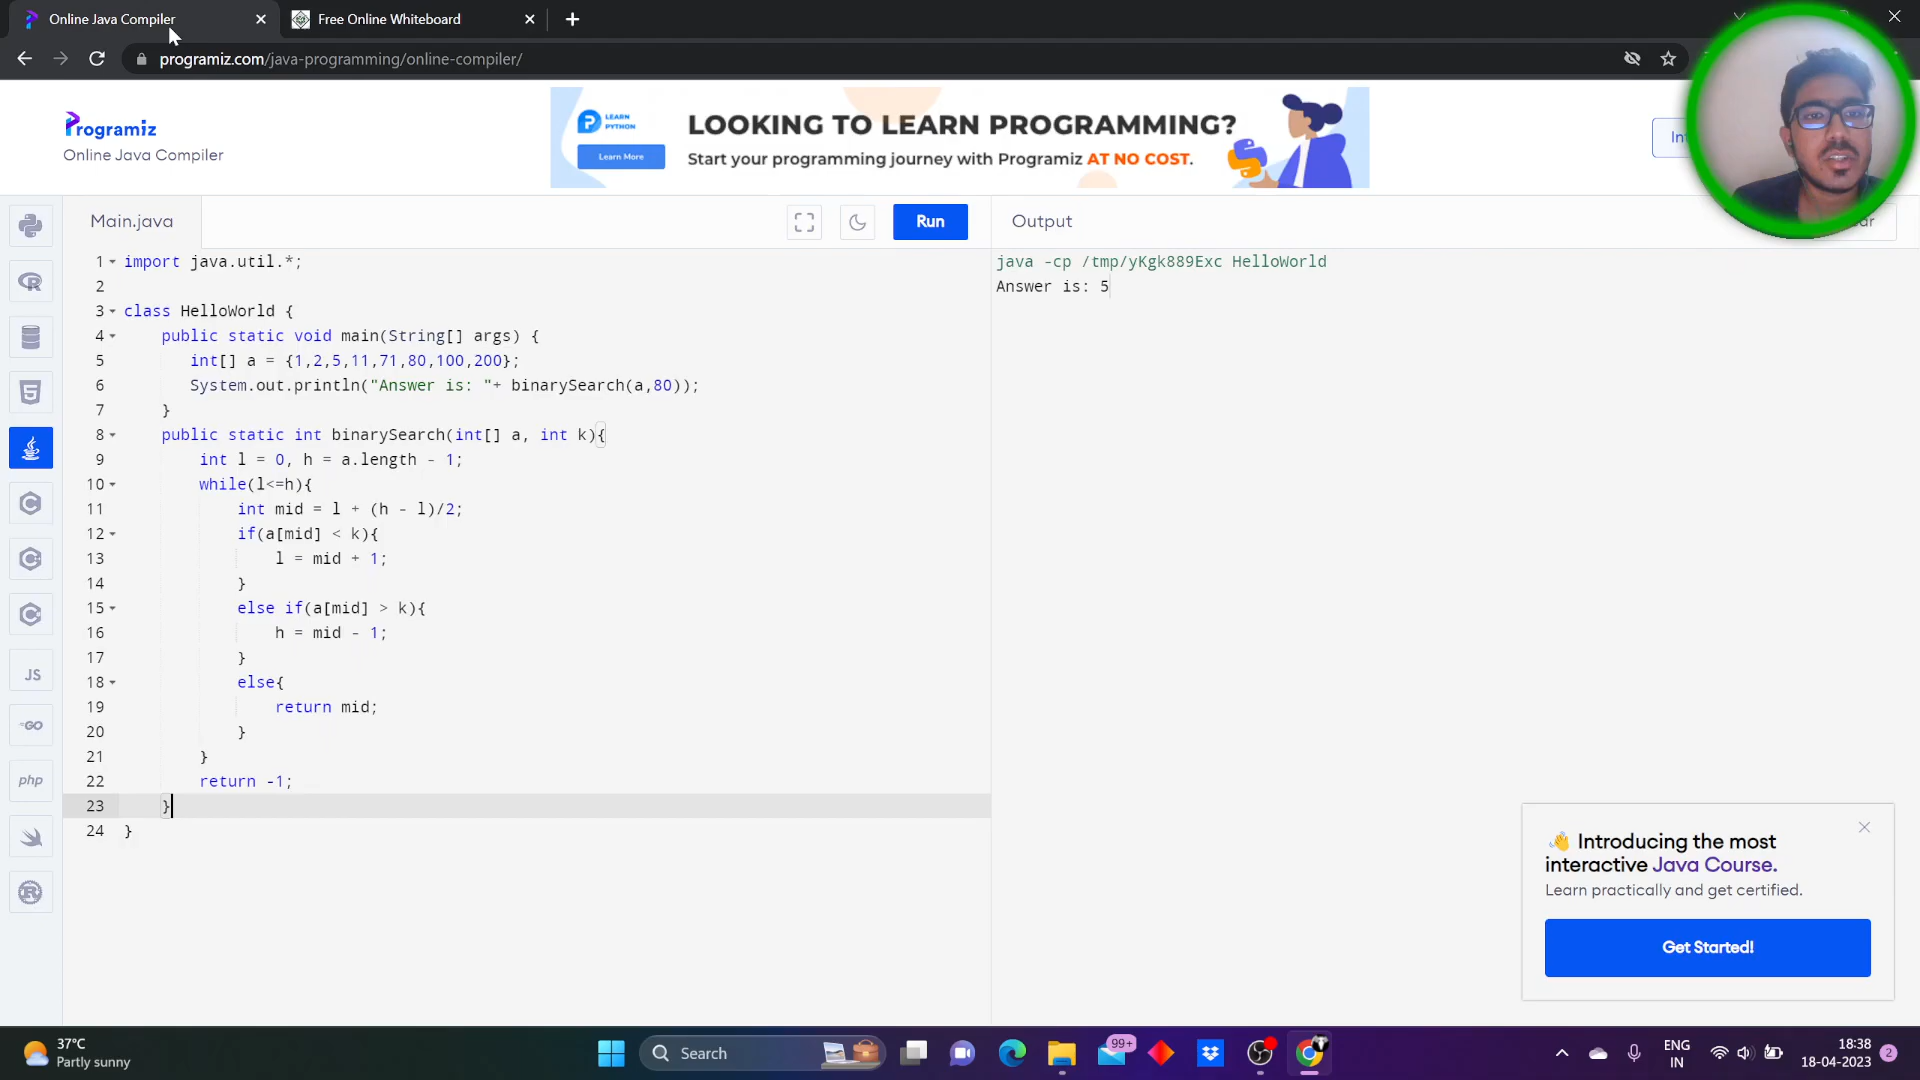 Online Java Compiler
Free Online Whiteboard
programiz.com/java-programming/online-compiler/
Programiz
Online Java Compiler
LEARN
PYTHON
Learn More
LOOKING TO LEARN PROGRAMMING?
Start your programming journey with Programiz AT NO COST.
Main.java
Run
Output
1 import java.util.*;
2
3 class HelloWorld {
4 public static void main(String[] args) {
5 int[] a = {1,2,5,11,71,80,100,200};
6 System.out.println("Answer is: "+ binarySearch(a,80));
7 }
8 public static int binarySearch(int[] a, int k){
9 int l = 0, h = a.length - 1;
10 while(l<=h){
11 int mid = l + (h - l)/2;
12 if(a[mid] < k){
13 l = mid + 1;
14 }
15 else if(a[mid] > k){
16 h = mid - 1;
17 }
18 else{
19 return mid;
20 }
21 }
22 return -1;
23 }
24 }
java -cp /tmp/yKgk889Exc HelloWorld
Answer is: 5
JS
GO
php
👋 Introducing the most
interactive Java Course.
Learn practically and get certified.
Get Started!
37°C
Partly sunny
Search
99+
ENG
IN
18:38
18-04-2023
2